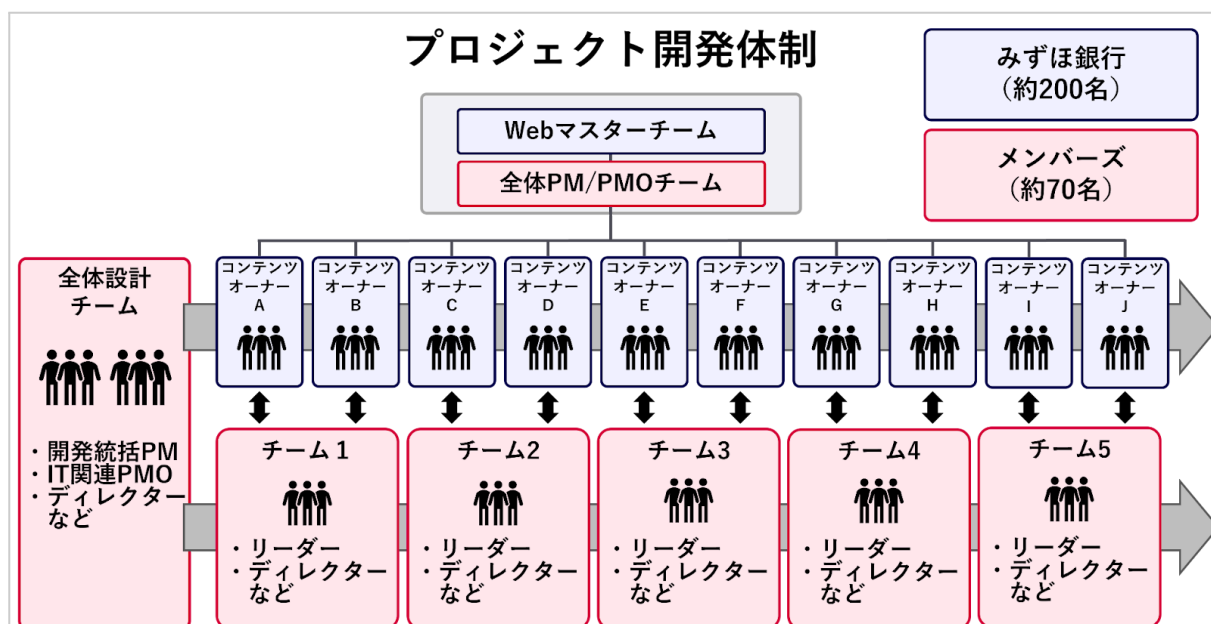 プロジェクト開発体制
みずほ銀行
（約200名）
メンバーズ
（約70名）
Webマスターチーム
全体PM/PMOチーム
全体設計
チーム
・開発統括PM
・IT関連PMO
・ディレクター
など
コンテンツ
オーナー
A
コンテンツ
オーナー
B
コンテンツ
オーナー
C
コンテンツ
オーナー
D
コンテンツ
オーナー
E
コンテンツ
オーナー
F
コンテンツ
オーナー
G
コンテンツ
オーナー
H
コンテンツ
オーナー
I
コンテンツ
オーナー
J
チーム1
・リーダー
・ディレクター
など
チーム2
・リーダー
・ディレクター
など
チーム3
・リーダー
・ディレクター
など
チーム4
・リーダー
・ディレクター
など
チーム5
・リーダー
・ディレクター
など